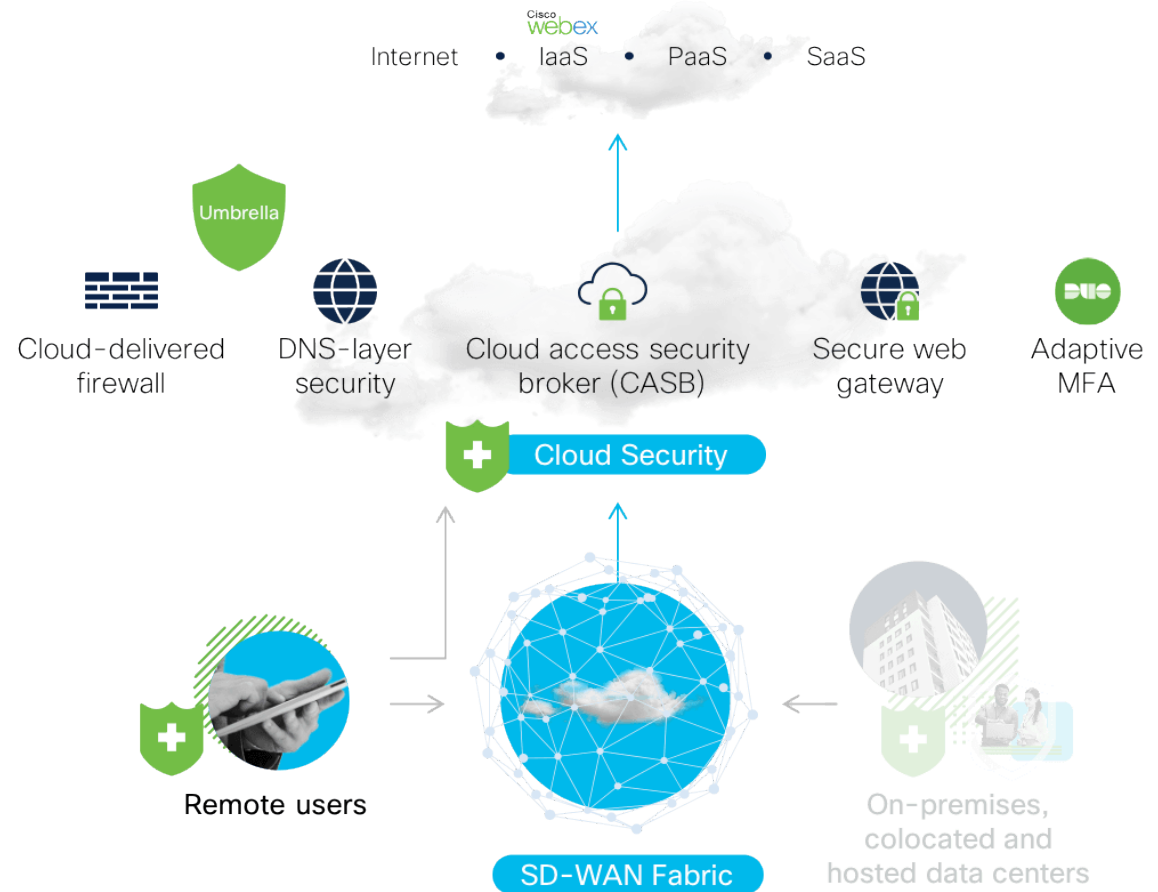 Cisco
webex
Internet • IaaS • PaaS • SaaS
Umbrella
Cloud-delivered
firewall
DNS-layer
security
Cloud access security
broker (CASB)
Secure web
gateway
DUO
Adaptive
MFA
Cloud Security
Remote users
SD-WAN Fabric
On-premises,
colocated and
hosted data centers